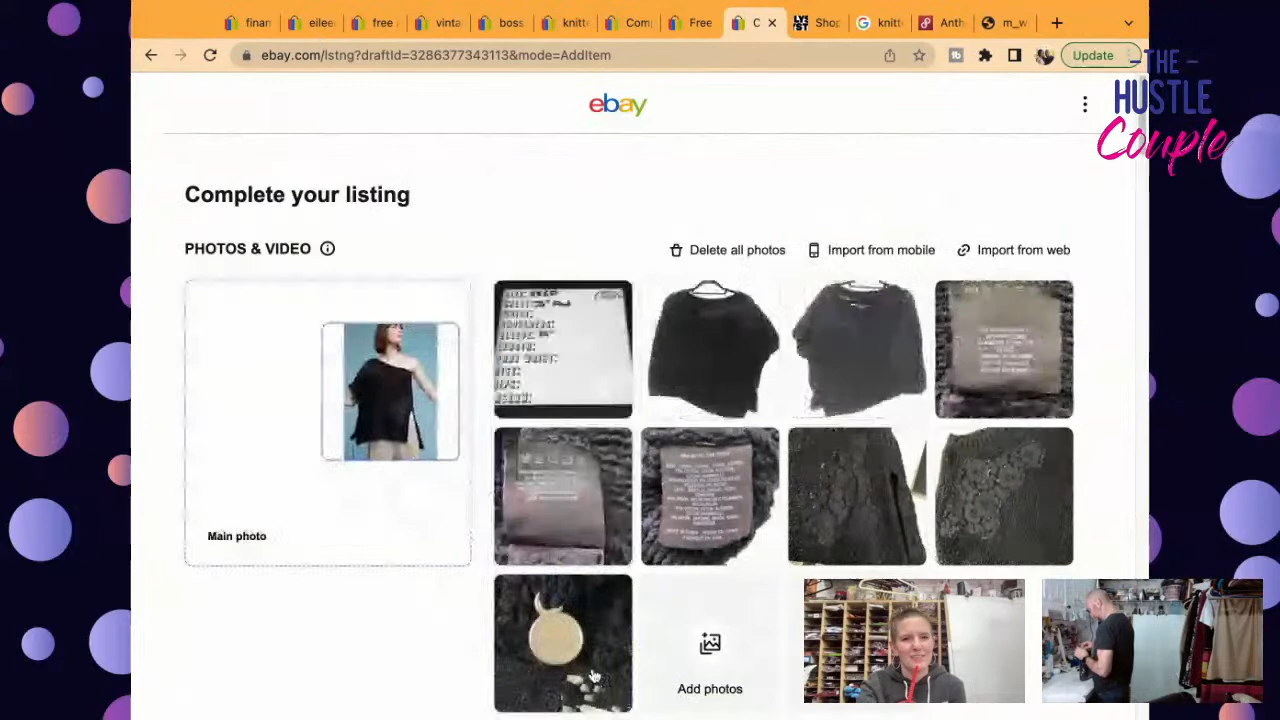 finan
eilee
free
vinta
boss
knitte
Com
Free
C
LYST
Shop
G
knitt
Anth
m_w
ebay.com/lstng?draftId=3286377343113&mode=AddItem
Update
- THE -
HUSTLE
Couple
ebay
Complete your listing
PHOTOS & VIDEO
Delete all photos
Import from mobile
Import from web
Main photo
Add photos